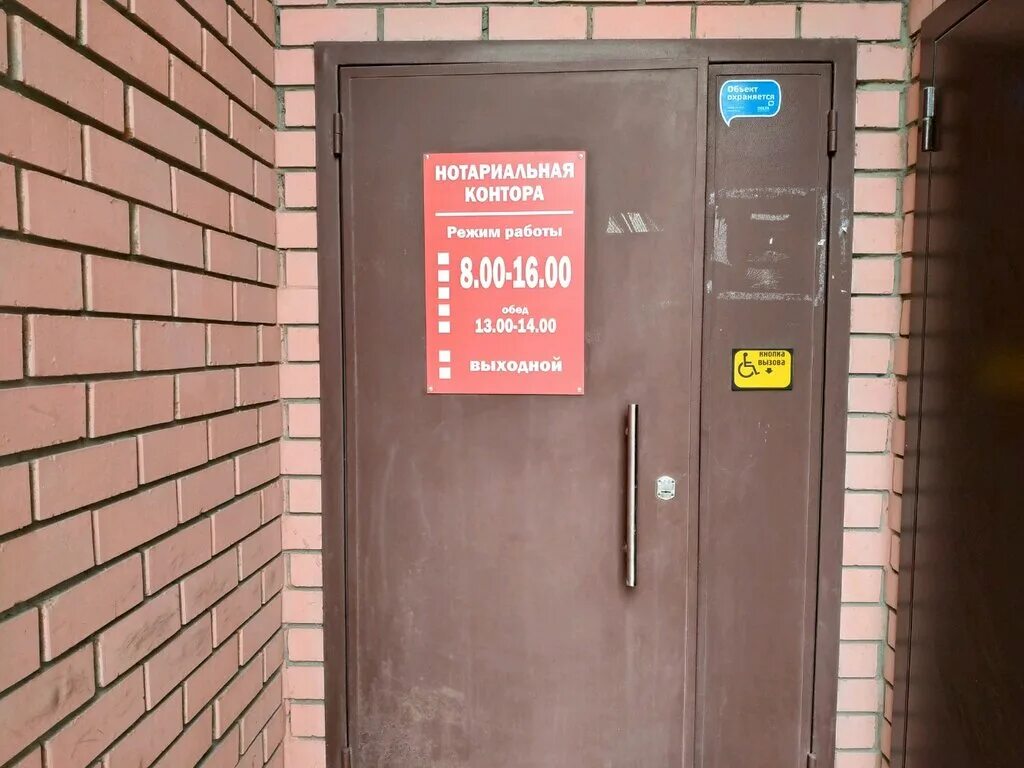 НОТАРИАЛЬНАЯ
КОНТОРА
Режим работы
8.00-16.00
обед
13.00-14.00
выходной
Объект
охраняется
кнопка
вызова